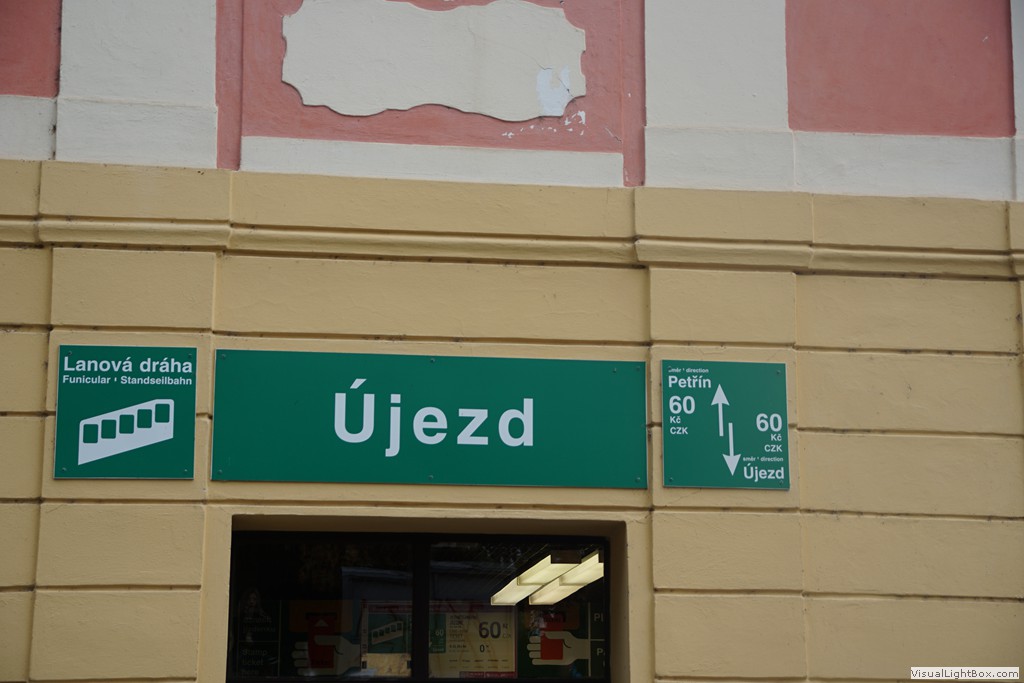 Lanová dráha
Funicular • Standseilbahn
Újezd
směr • direction
Petřín
60
Kč
CZK
60
Kč
CZK
směr • direction
Újezd
60
VisualLightBox.com